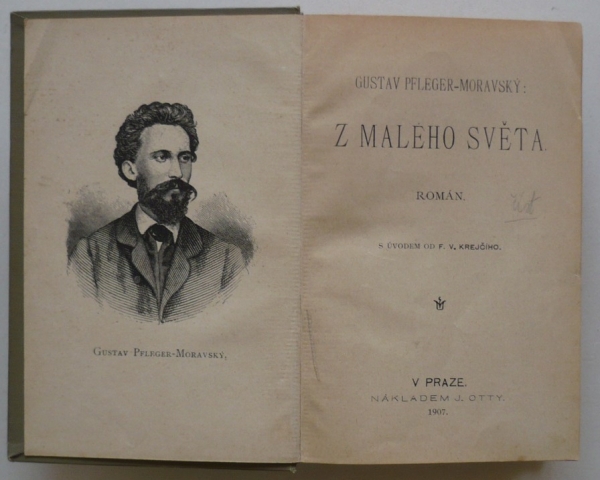 GUSTAV PFLEGER-MORAVSKÝ.
GUSTAV PFLEGER-MORAVSKÝ:
Z MALÉHO SVĚTA.
ROMÁN.
S ÚVODEM OD F. V. KREJČÍHO.
V PRAZE.
NÁKLADEM J. OTTY.
1907.